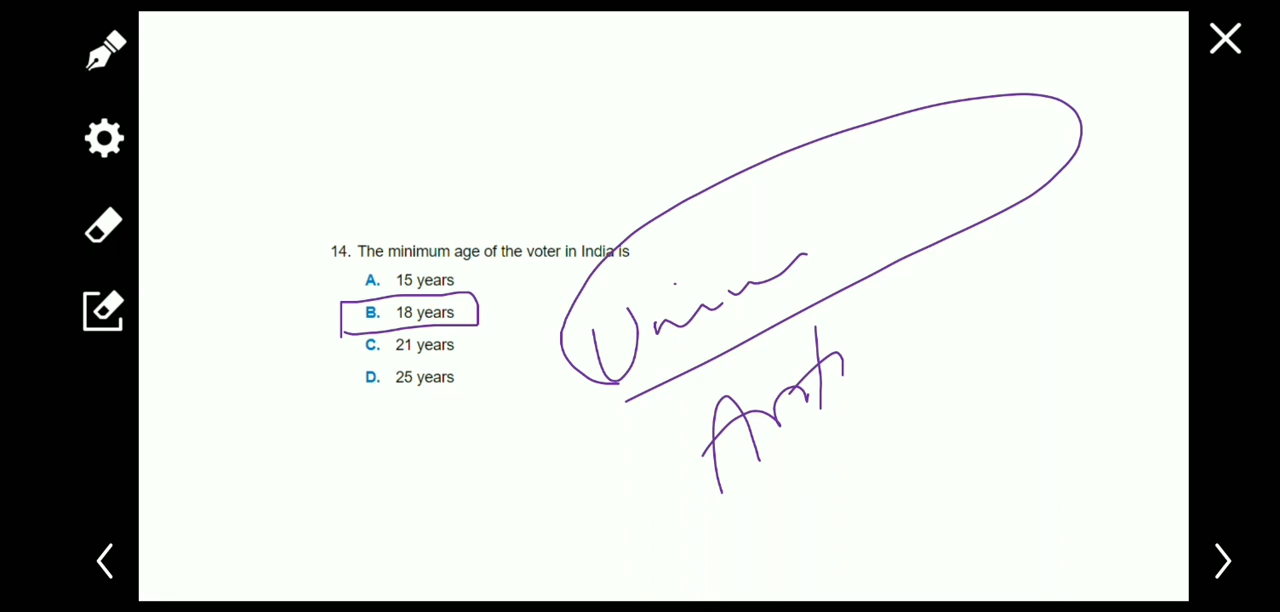 14. The minimum age of the voter in India is
A. 15 years
B. 18 years
C. 21 years
D. 25 years